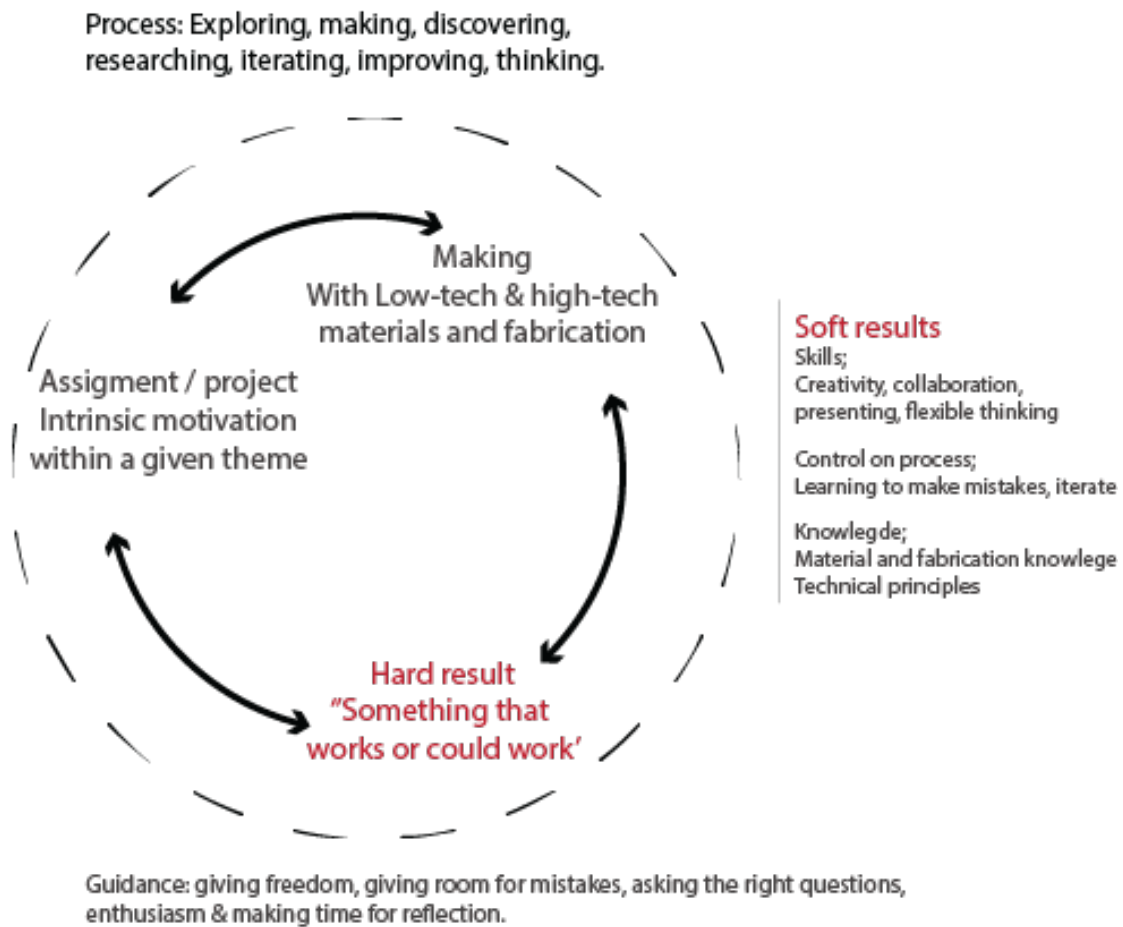 Process: Exploring, making, discovering,
researching, iterating, improving, thinking.
Making
With Low-tech & high-tech
materials and fabrication
Assigment / project
Intrinsic motivation
within a given theme
Hard result
"Something that
works or could work'
Soft results
Skills;
Creativity, collaboration,
presenting, flexible thinking
Control on process;
Learning to make mistakes, iterate
Knowlegde;
Material and fabrication knowlege
Technical principles
Guidance: giving freedom, giving room for mistakes, asking the right questions,
enthusiasm & making time for reflection.